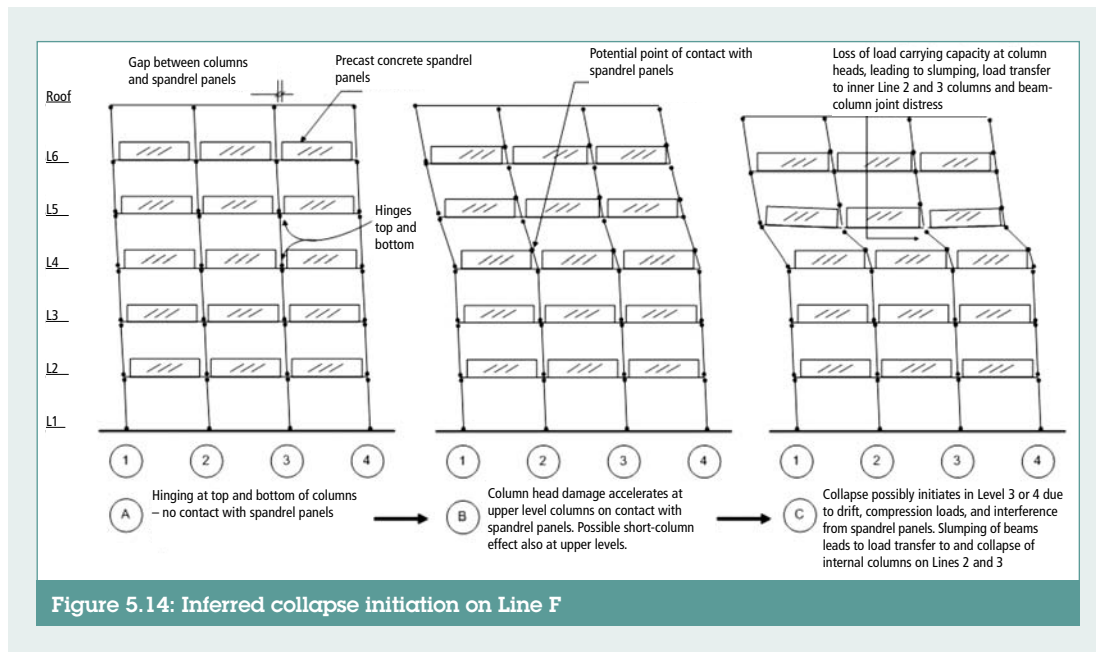 Gap between columns
and spandrel panels
Precast concrete spandrel
panels
Potential point of contact with
spandrel panels
Loss of load carrying capacity at column
heads, leading to slumping, load transfer
to inner Line 2 and 3 columns and beam-
column joint distress
Roof
L6
L5
L4
L3
L2
L1
Hinges
top and
bottom
1 2 3 4
1 2 3 4
1 2 3 4
A
Hinging at top and bottom of columns
– no contact with spandrel panels
B
Column head damage accelerates at
upper level columns on contact with
spandrel panels. Possible short-column
effect also at upper levels.
C
Collapse possibly initiates in Level 3 or 4 due
to drift, compression loads, and interference
from spandrel panels. Slumping of beams
leads to load transfer to and collapse of
internal columns on Lines 2 and 3
Figure 5.14: Inferred collapse initiation on Line F